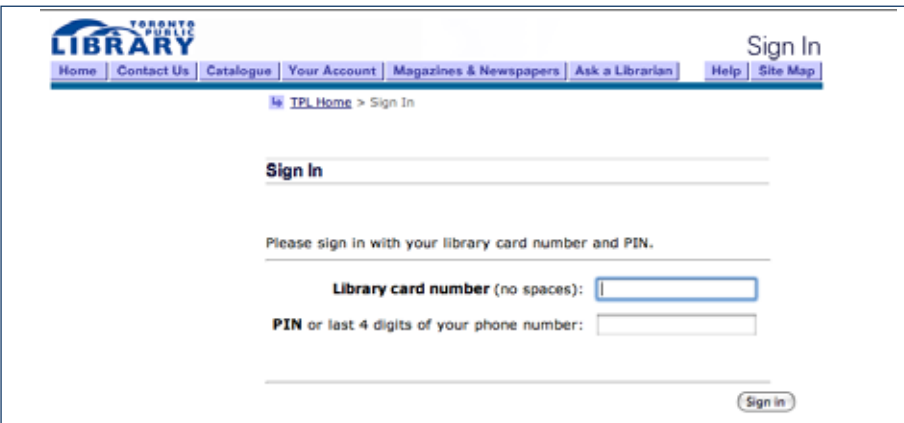 TORONTO
PUBLIC
LIBRARY
Sign In
Home Contact Us Catalogue Your Account Magazines & Newspapers Ask a Librarian Help Site Map
TPL Home > Sign In
Sign In
Please sign in with your library card number and PIN.
Library card number (no spaces):
PIN or last 4 digits of your phone number:
Sign in